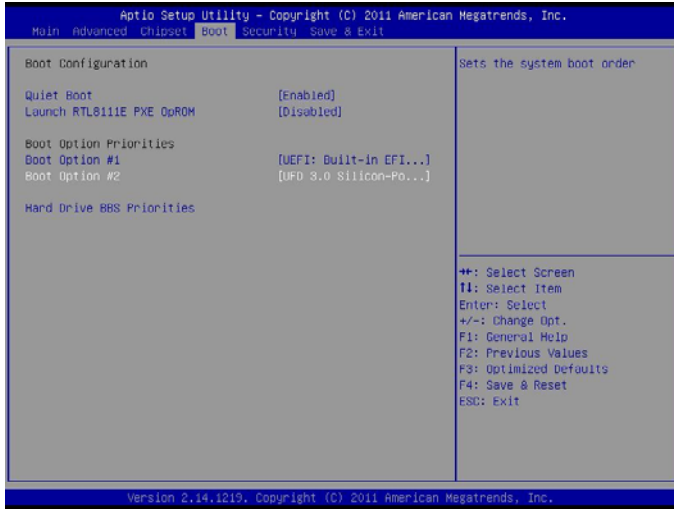 Aptio Setup Utility - Copyright (C) 2011 American Megatrends, Inc.
Main Advanced Chipset Boot Security Save & Exit
Boot Configuration
Quiet Boot [Enabled]
Launch RTL8111E PXE OpROM [Disabled]
Boot Option Priorities
Boot Option #1 [UEFI: Built-in EFI...]
Boot Option #2 [UFD 3.0 Silicon-Po...]
Hard Drive BBS Priorities
Sets the system boot order
→←: Select Screen
↑↓: Select Item
Enter: Select
+/-: Change Opt.
F1: General Help
F2: Previous Values
F3: Optimized Defaults
F4: Save & Reset
ESC: Exit
Version 2.14.1219. Copyright (C) 2011 American Megatrends, Inc.